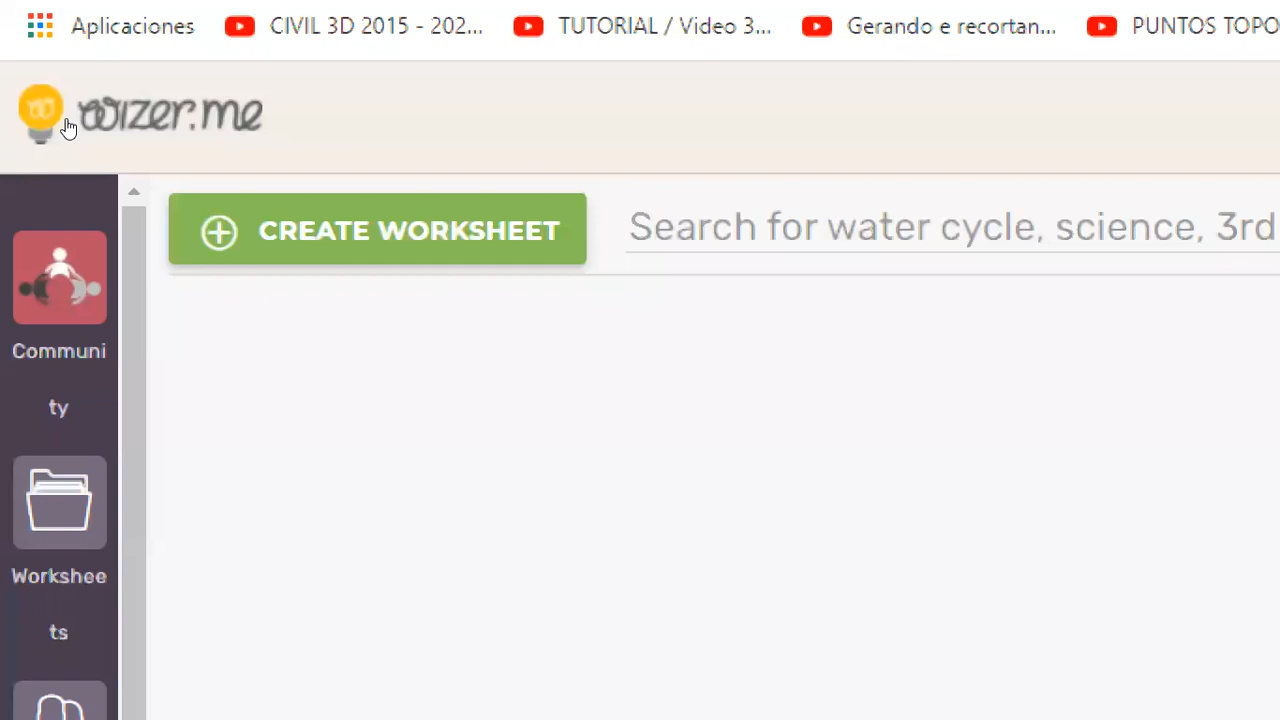 Aplicaciones CIVIL 3D 2015 - 202... TUTORIAL / Video 3... Gerando e recortan... PUNTOS TOPO
wizer.me
CREATE WORKSHEET Search for water cycle, science, 3rd
Communi
ty
Workshee
ts